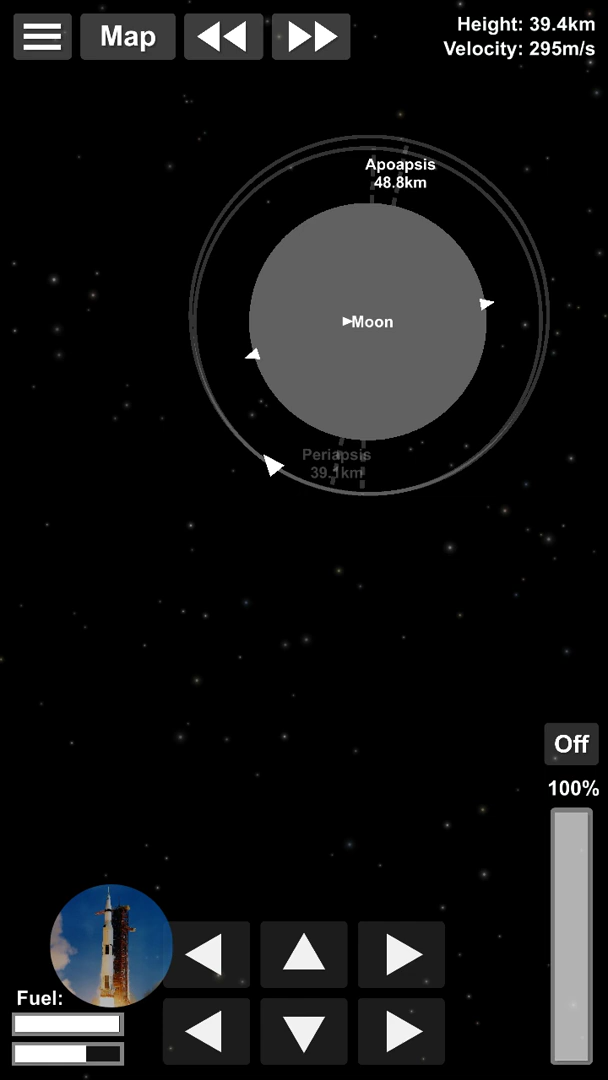 Map
Height: 39.4km
Velocity: 295m/s
Apoapsis
48.8km
Moon
Periapsis
39.1km
Off
100%
Fuel: